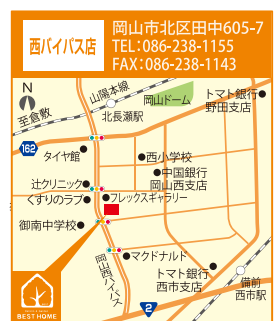 西バイパス店
岡山市北区田中605-7
TEL:086-238-1155
FAX:086-238-1143
N
至倉敷
山陽本線
北長瀬駅
岡山ドーム
トマト銀行
野田支店
162
タイヤ館
西小学校
中国銀行
岡山西支店
辻クリニック
くすりのラブ
フレックスギャラリー
御南中学校
岡山西バイパス
マクドナルド
トマト銀行
西市支店
備前
西市駅
2
BEST HOME